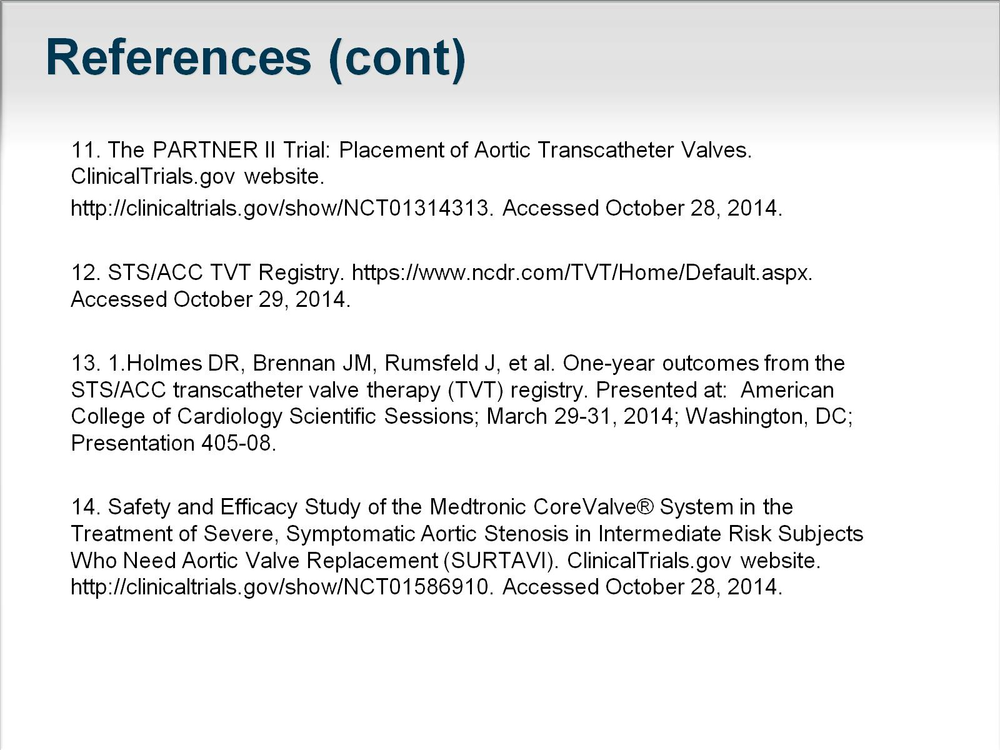 References (cont)
11. The PARTNER II Trial: Placement of Aortic Transcatheter Valves.
ClinicalTrials.gov website.
http://clinicaltrials.gov/show/NCT01314313. Accessed October 28, 2014.
12. STS/ACC TVT Registry. https://www.ncdr.com/TVT/Home/Default.aspx.
Accessed October 29, 2014.
13. 1.Holmes DR, Brennan JM, Rumsfeld J, et al. One-year outcomes from the
STS/ACC transcatheter valve therapy (TVT) registry. Presented at:  American
College of Cardiology Scientific Sessions; March 29-31, 2014; Washington, DC;
Presentation 405-08.
14. Safety and Efficacy Study of the Medtronic CoreValve® System in the
Treatment of Severe, Symptomatic Aortic Stenosis in Intermediate Risk Subjects
Who Need Aortic Valve Replacement (SURTAVI). ClinicalTrials.gov website.
http://clinicaltrials.gov/show/NCT01586910. Accessed October 28, 2014.